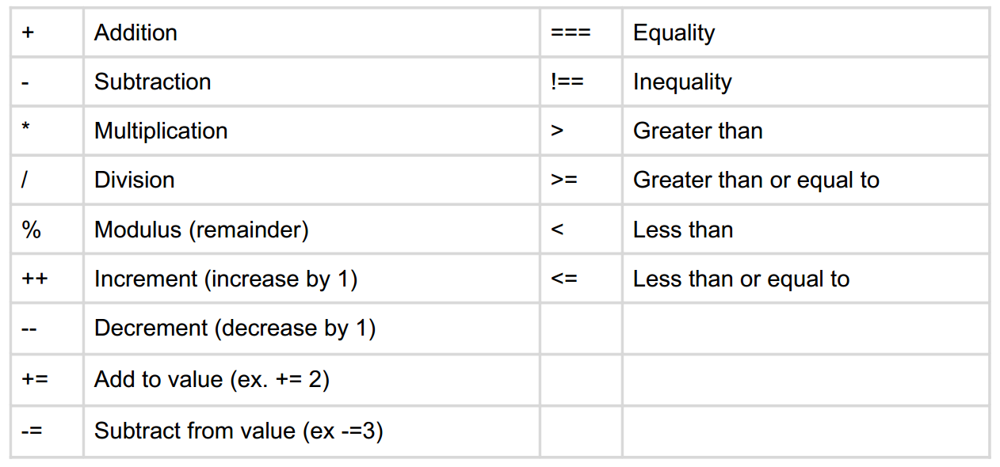 + Addition === Equality
- Subtraction !== Inequality
* Multiplication > Greater than
/ Division >= Greater than or equal to
% Modulus (remainder) < Less than
++ Increment (increase by 1) <= Less than or equal to
-- Decrement (decrease by 1)
+= Add to value (ex. += 2)
-= Subtract from value (ex -=3)